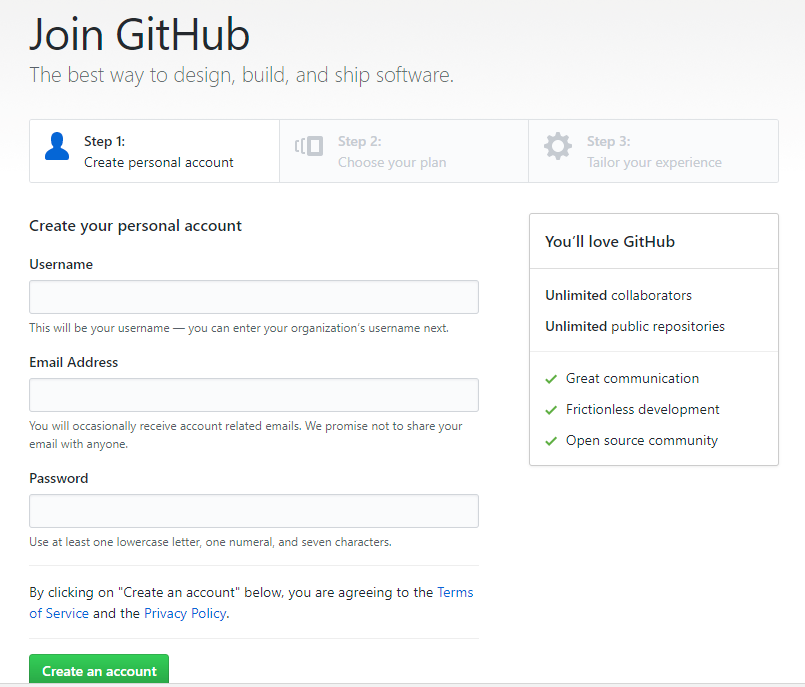 Join GitHub
The best way to design, build, and ship software.
Step 1:
Create personal account
Step 2:
Choose your plan
Step 3:
Tailor your experience
Create your personal account
Username
This will be your username — you can enter your organization's username next.
Email Address
You will occasionally receive account related emails. We promise not to share your
email with anyone.
Password
Use at least one lowercase letter, one numeral, and seven characters.
By clicking on "Create an account" below, you are agreeing to the Terms
of Service and the Privacy Policy.
Create an account
You'll love GitHub
Unlimited collaborators
Unlimited public repositories
Great communication
Frictionless development
Open source community